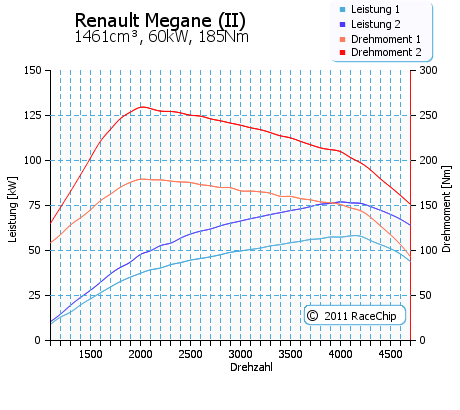 Renault Megane (II)
1461cm³, 60kW, 185Nm
Leistung 1
Leistung 2
Drehmoment 1
Drehmoment 2
150
125
100
75
50
25
0
Leistung [kW]
300
250
200
150
100
50
0
Drehmoment [Nm]
© 2011 RaceChip
1500 2000 2500 3000 3500 4000 4500
Drehzahl